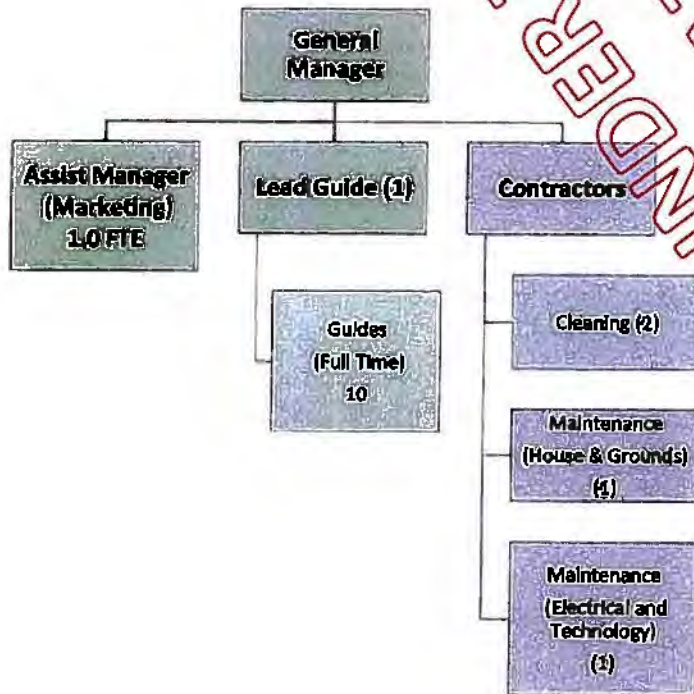 General
Manager
Assist Manager
(Marketing)
1.0 FTE
Lead Guide (1)
Contractors
Guides
(Full Time)
10
Cleaning (2)
Maintenance
(House & Grounds)
(1)
Maintenance
(Electrical and
Technology)
(1)
UNDER